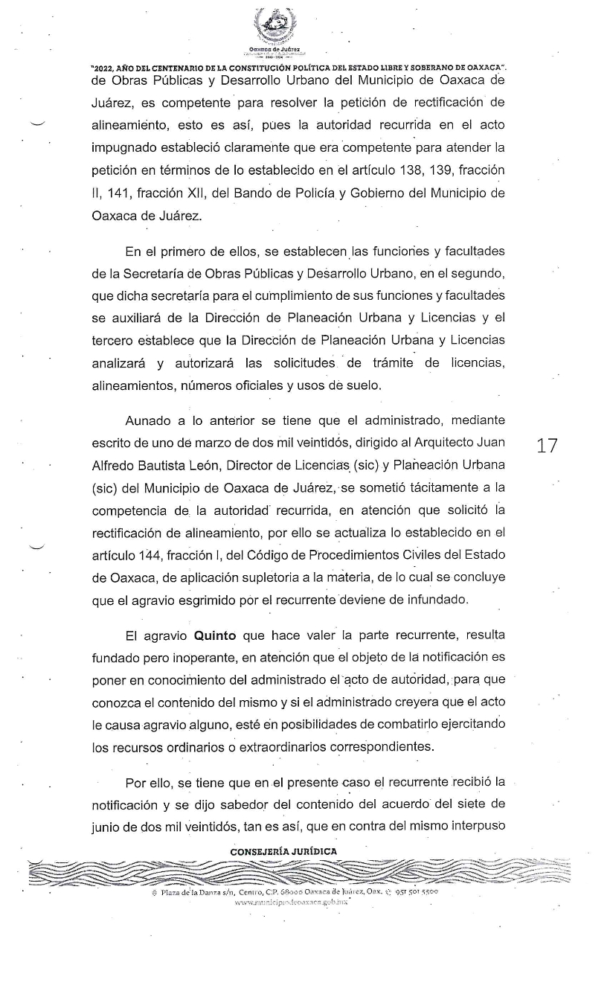 Oaxaca de Juárez
"2022, AÑO DEL CENTENARIO DE LA CONSTITUCIÓN POLÍTICA DEL ESTADO LIBRE Y SOBERANO DE OAXACA".
de Obras Públicas y Desarrollo Urbano del Municipio de Oaxaca de
Juárez, es competente para resolver la petición de rectificación de
alineamiento, esto es así, pues la autoridad recurrida en el acto
impugnado estableció claramente que era competente para atender la
petición en términos de lo establecido en el artículo 138, 139, fracción
II, 141, fracción XII, del Bando de Policía y Gobierno del Municipio de
Oaxaca de Juárez.
En el primero de ellos, se establecen las funciones y facultades
de la Secretaría de Obras Públicas y Desarrollo Urbano, en el segundo,
que dicha secretaría para el cumplimiento de sus funciones y facultades
se auxiliará de la Dirección de Planeación Urbana y Licencias y el
tercero establece que la Dirección de Planeación Urbana y Licencias
analizará y autorizará las solicitudes de trámite de licencias,
alineamientos, números oficiales y usos de suelo.
Aunado a lo anterior se tiene que el administrado, mediante
escrito de uno de marzo de dos mil veintidós, dirigido al Arquitecto Juan
Alfredo Bautista León, Director de Licencias (sic) y Planeación Urbana
(sic) del Municipio de Oaxaca de Juárez, se sometió tácitamente a la
competencia de la autoridad recurrida, en atención que solicitó la
rectificación de alineamiento, por ello se actualiza lo establecido en el
artículo 144, fracción I, del Código de Procedimientos Civiles del Estado
de Oaxaca, de aplicación supletoria a la materia, de lo cual se concluye
que el agravio esgrimido por el recurrente deviene de infundado.
17
El agravio Quinto que hace valer la parte recurrente, resulta
fundado pero inoperante, en atención que el objeto de la notificación es
poner en conocimiento del administrado el acto de autoridad, para que
conozca el contenido del mismo y si el administrado creyera que el acto
le causa agravio alguno, esté en posibilidades de combatirlo ejercitando
los recursos ordinarios o extraordinarios correspondientes.
Por ello, se tiene que en el presente caso el recurrente recibió la
notificación y se dijo sabedor del contenido del acuerdo del siete de
junio de dos mil veintidós, tan es así, que en contra del mismo interpuso
CONSEJERÍA JURÍDICA
Plaza de la Danza s/n, Centro, C.P. 68000 Oaxaca de Juárez, Oax. 951 501 5500
www.municipiodeoaxaca.gob.mx